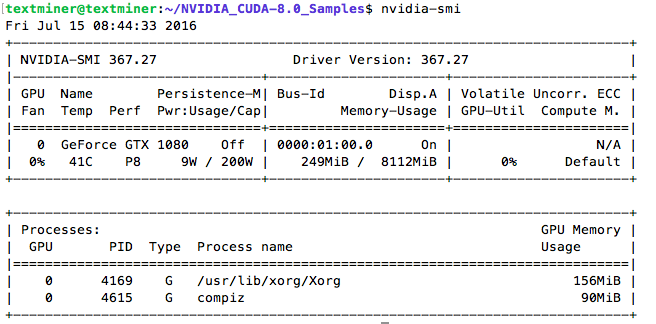 textminer@textminer:~/NVIDIA_CUDA-8.0_Samples$ nvidia-smi
Fri Jul 15 08:44:33 2016
+-----------------------------------------------------------------------------+
| NVIDIA-SMI 367.27                 Driver Version: 367.27                    |
|-------------------------------+----------------------+----------------------+
| GPU  Name        Persistence-M| Bus-Id        Disp.A | Volatile Uncorr. ECC |
| Fan  Temp  Perf  Pwr:Usage/Cap|         Memory-Usage | GPU-Util  Compute M. |
|===============================+======================+======================|
|   0  GeForce GTX 1080    Off  | 0000:01:00.0      On |                  N/A |
|  0%   41C    P8     9W / 200W |    249MiB /  8112MiB |      0%      Default |
+-------------------------------+----------------------+----------------------+
+-----------------------------------------------------------------------------+
| Processes:                                                       GPU Memory |
|  GPU       PID  Type  Process name                               Usage      |
|=============================================================================|
|    0      4169    G   /usr/lib/xorg/Xorg                             156MiB |
|    0      4615    G   compiz                                          90MiB |
+-----------------------------------------------------------------------------+